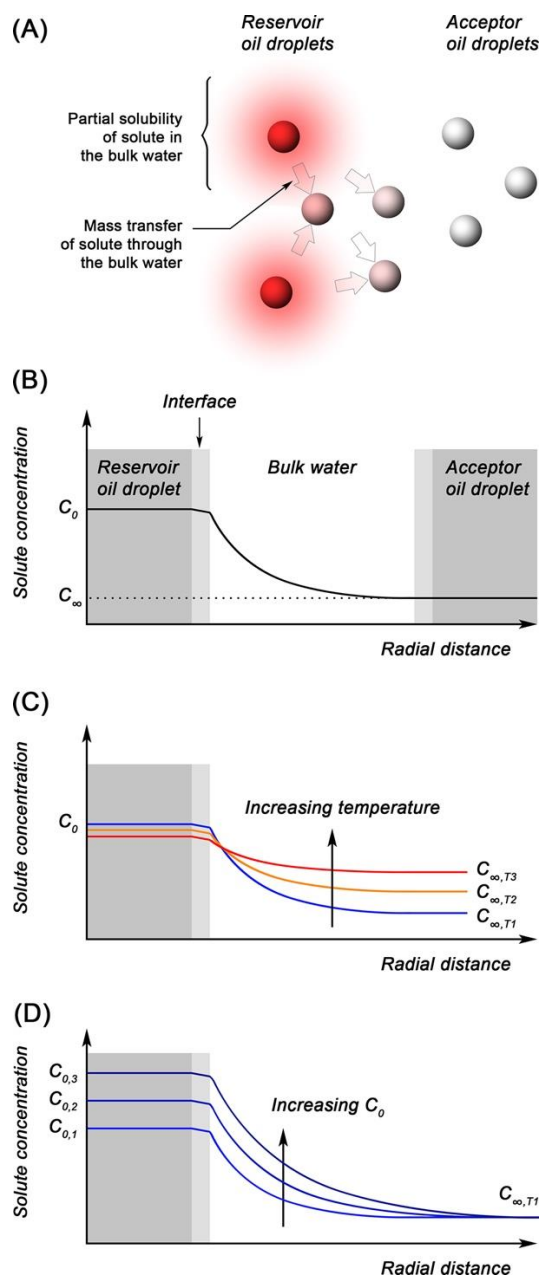 (A)
Reservoir
oil droplets
Acceptor
oil droplets
Partial solubility
of solute in
the bulk water
Mass transfer
of solute through
the bulk water
(B)
Interface
Solute concentration
Reservoir
oil droplet
Bulk water
Acceptor
oil droplet
C0
C∞
Radial distance
(C)
Solute concentration
C0
Increasing temperature
C∞,T3
C∞,T2
C∞,T1
Radial distance
(D)
Solute concentration
C0,3
C0,2
C0,1
Increasing C0
C∞,T1
Radial distance